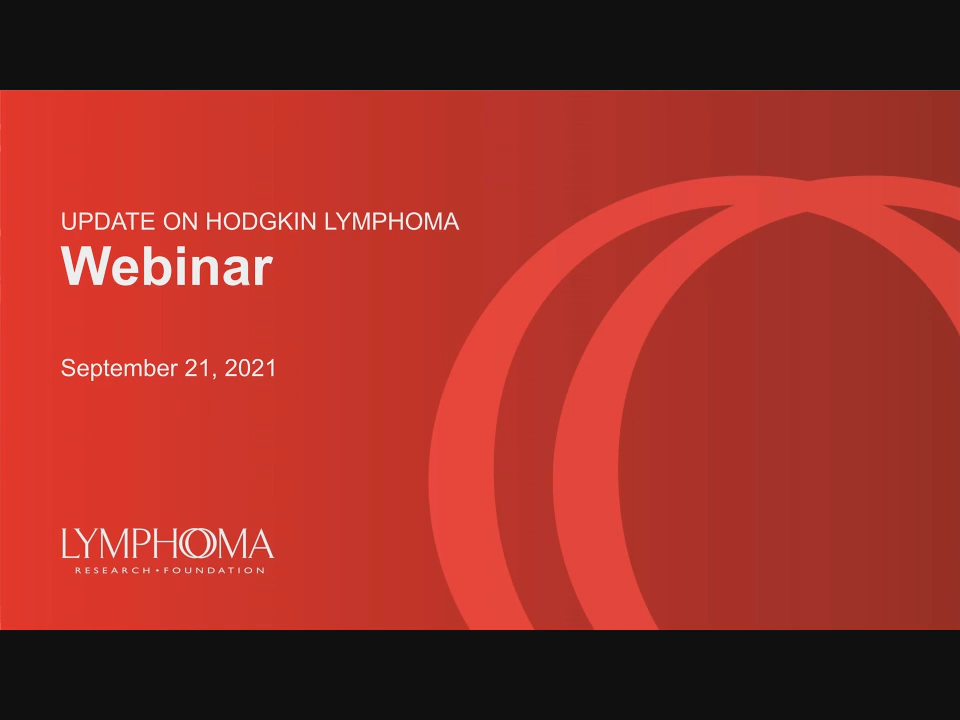 UPDATE ON HODGKIN LYMPHOMA
Webinar
September 21, 2021
LYMPHOMA
RESEARCH • FOUNDATION